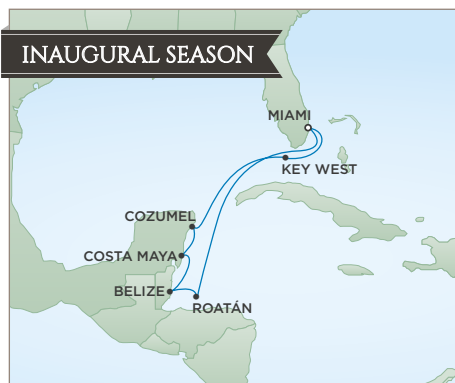 INAUGURAL SEASON
MIAMI
KEY WEST
COZUMEL
COSTA MAYA
BELIZE
ROATÁN